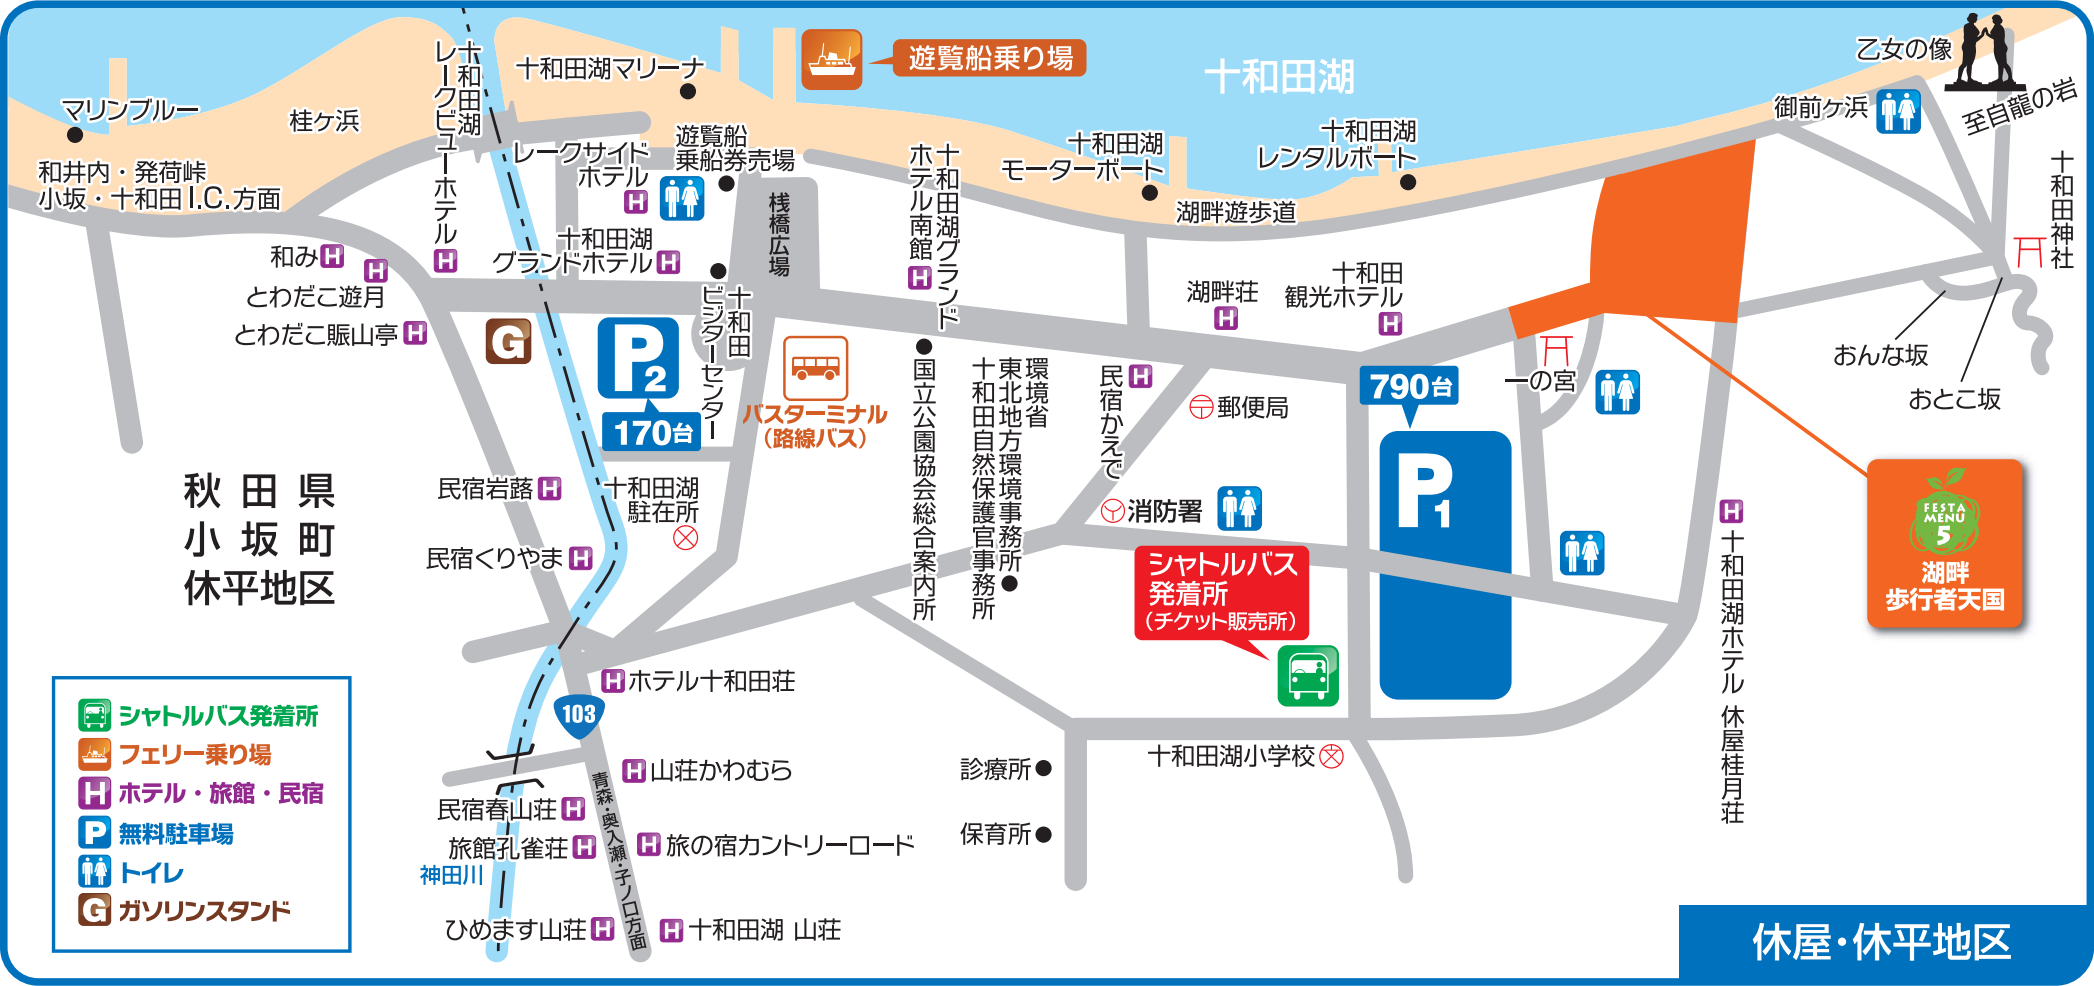 十和田湖
遊覧船乗り場
マリンブルー
桂ヶ浜
十和田湖
レークビューホテル
十和田湖マリーナ
遊覧船
乗船券売場
レークサイド
ホテル
H
和井内・発荷峠
小坂・十和田 I.C.方面
和み H
H
とわだこ遊月
とわだこ賑山亭 H
H
十和田湖
グランドホテル H
桟橋広場
十和田
ビジターセンター
G
P2
170台
バスターミナル
(路線バス)
十和田湖グランド
ホテル南館
H
十和田湖
モーターボート
十和田湖
レンタルボート
湖畔遊歩道
湖畔荘
H
十和田
観光ホテル
H
御前ヶ浜
乙女の像
至自龍の岩
十和田神社
おんな坂
おとこ坂
一の宮
790台
P1
国立公園協会総合案内所
環境省
東北地方環境事務所
十和田自然保護官事務所
H
民宿かえで
郵便局
消防署
シャトルバス
発着所
(チケット販売所)
FESTA
MENU
5
湖畔
歩行者天国
H
十和田湖ホテル 休屋桂月荘
秋田県
小坂町
休平地区
民宿岩蕗 H
民宿くりやま H
十和田湖
駐在所
H ホテル十和田荘
103
H 山荘かわむら
青森・奥入瀬・子ノ口方面
民宿春山荘 H
旅館孔雀荘 H
神田川
H 旅の宿カントリーロード
ひめます山荘 H
H 十和田湖 山荘
診療所
保育所
十和田湖小学校
文
シャトルバス発着所
フェリー乗り場
H ホテル・旅館・民宿
P 無料駐車場
トイレ
G ガソリンスタンド
休屋・休平地区